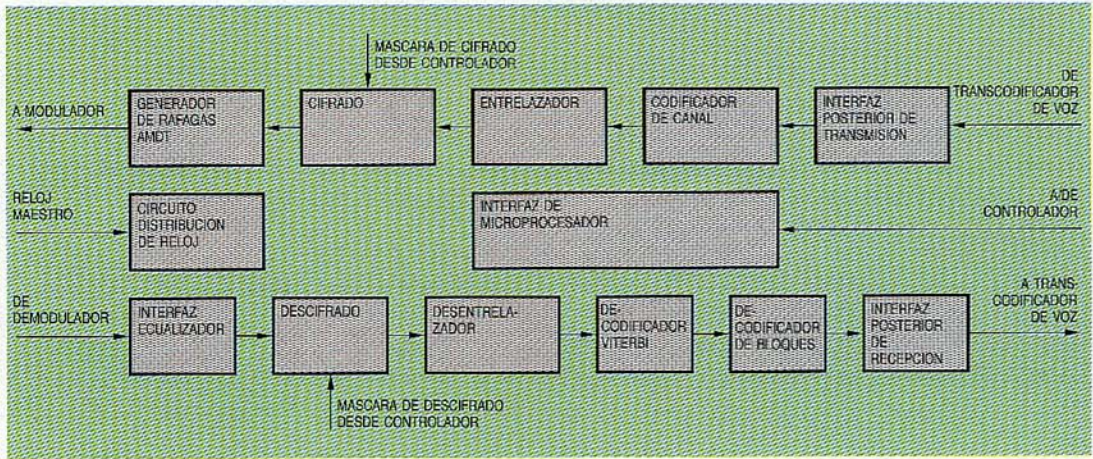 MASCARA DE CIFRADO
DESDE CONTROLADOR
A MODULADOR
GENERADOR
DE RAFAGAS
AMDT
CIFRADO
ENTRELAZADOR
CODIFICADOR
DE CANAL
INTERFAZ
POSTERIOR DE
TRANSMISION
DE
TRANSCODIFICADOR
DE VOZ
RELOJ
MAESTRO
CIRCUITO
DISTRIBUCION
DE RELOJ
INTERFAZ DE
MICROPROCESADOR
A/DE
CONTROLADOR
DE
DEMODULADOR
INTERFAZ
ECUALIZADOR
DESCIFRADO
DESENTRELA-
ZADOR
DE-
CODIFICADOR
VITERBI
DE-
CODIFICADOR
DE BLOQUES
INTERFAZ
POSTERIOR
DE
RECEPCION
A TRANS-
CODIFICADOR
DE VOZ
MASCARA DE DESCIFRADO
DESDE CONTROLADOR